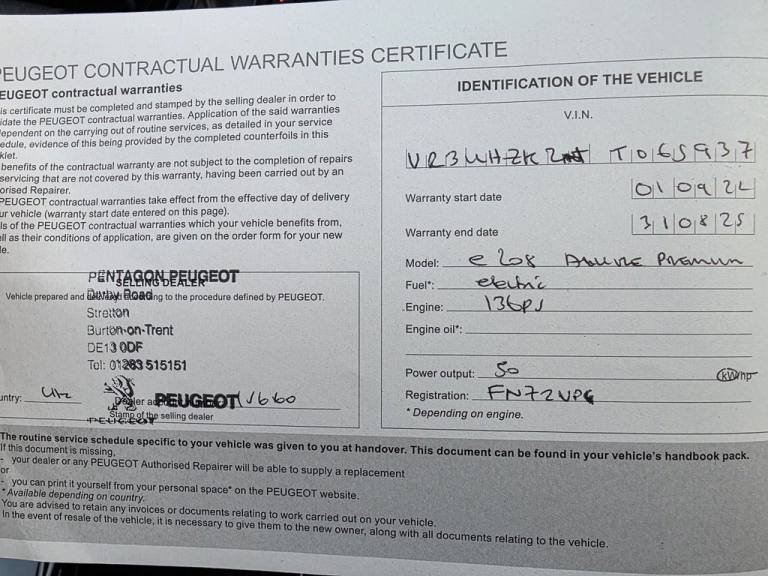 PEUGEOT CONTRACTUAL WARRANTIES CERTIFICATE
EUGEOT contractual warranties
is certificate must be completed and stamped by the selling dealer in order to
idate the PEUGEOT contractual warranties. Application of the said warranties
ependent on the carrying out of routine services, as detailed in your service
edule, evidence of this being provided by the completed counterfoils in this
klet.
benefits of the contractual warranty are not subject to the completion of repairs
servicing that are not covered by this warranty, having been carried out by an
orised Repairer.
PEUGEOT contractual warranties take effect from the effective day of delivery
ur vehicle (warranty start date entered on this page).
ls of the PEUGEOT contractual warranties which your vehicle benefits from,
ell as their conditions of application, are given on the order form for your new
le.
PENTAGON PEUGEOT
SELLING DEALER
Vehicle prepared and ing to the procedure defined by PEUGEOT.
Derby Road
Stretton
Burton-on-Trent
DE13 0DF
Tel: 01283 515151
untry: Uk
PEUGEOT
Stamp of the selling dealer
PEUGEOT
IDENTIFICATION OF THE VEHICLE
V.I.N.
T065937
Warranty start date 010922
Warranty end date 310825
Model: e 208 Premium
Fuel*: electric
Engine: 136ps
Engine oil*:
Power output: 50 kW/hp
Registration: FN72
* Depending on engine.
The routine service schedule specific to your vehicle was given to you at handover. This document can be found in your vehicle's handbook pack.
If this document is missing,
- your dealer or any PEUGEOT Authorised Repairer will be able to supply a replacement
or
- you can print it yourself from your personal space* on the PEUGEOT website.
*Available depending on country.
You are advised to retain any invoices or documents relating to work carried out on your vehicle.
In the event of resale of the vehicle, it is necessary to give them to the new owner, along with all documents relating to the vehicle.